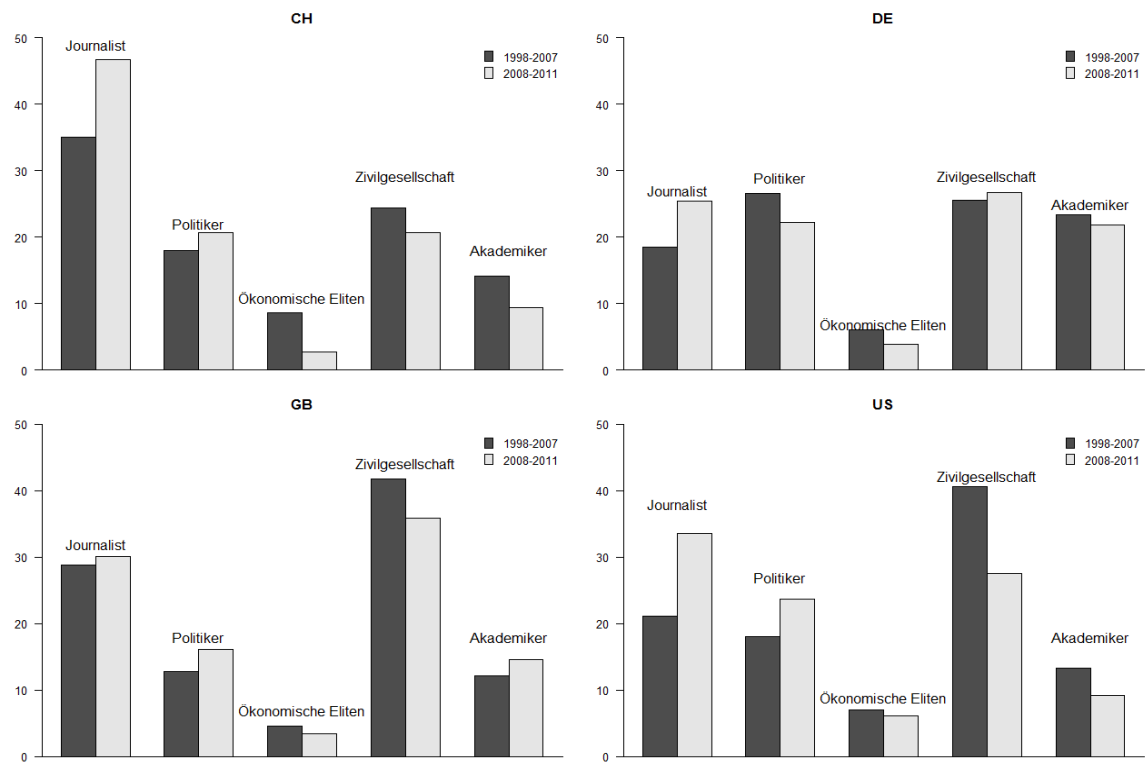 CH
50
40
30
20
10
0
Journalist
Politiker
Ökonomische Eliten
Zivilgesellschaft
Akademiker
1998-2007
2008-2011
DE
50
40
30
20
10
0
Journalist
Politiker
Ökonomische Eliten
Zivilgesellschaft
Akademiker
1998-2007
2008-2011
GB
50
40
30
20
10
0
Journalist
Politiker
Ökonomische Eliten
Zivilgesellschaft
Akademiker
1998-2007
2008-2011
US
50
40
30
20
10
0
Journalist
Politiker
Ökonomische Eliten
Zivilgesellschaft
Akademiker
1998-2007
2008-2011